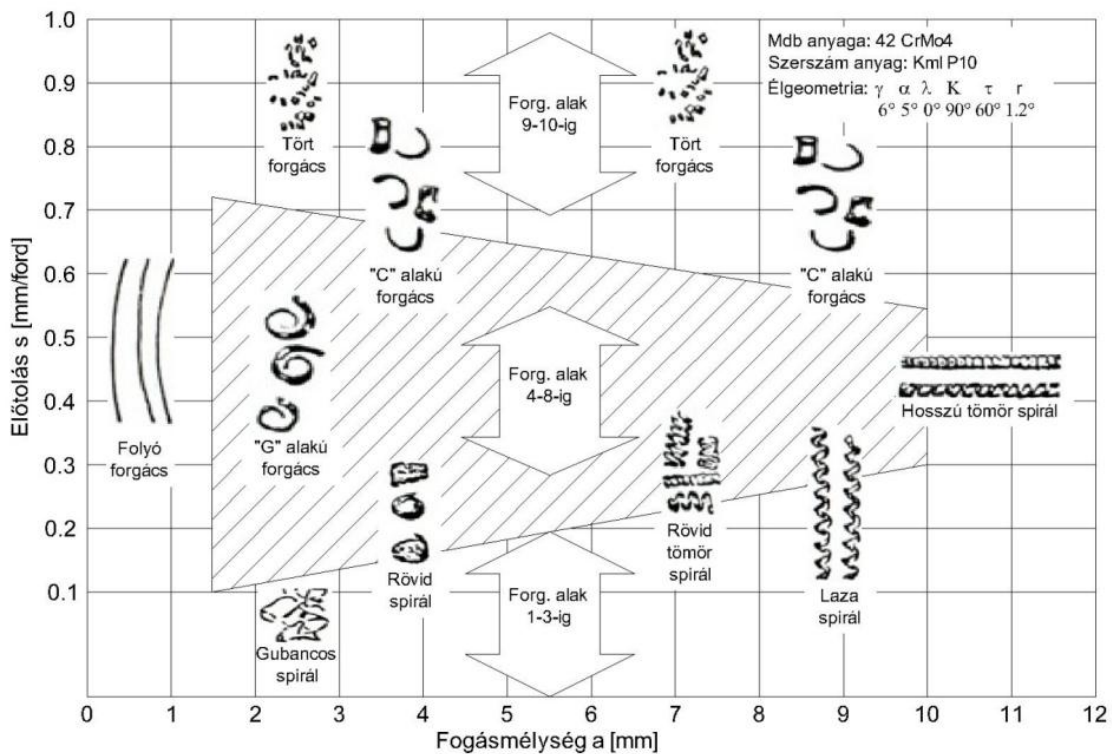 1.0
0.9
0.8
0.7
0.6
0.5
0.4
0.3
0.2
0.1
Előtolás s [mm/ford]
Mdb anyaga: 42 CrMo4
Szerszám anyag: Kml P10
Élgeometria: γ α λ Κ τ r
6° 5° 0° 90° 60° 1.2°
Forg. alak
9-10-ig
Tört
forgács
Tört
forgács
"C" alakú
forgács
"C" alakú
forgács
Forg. alak
4-8-ig
Hosszú tömör spirál
Folyó
forgács
"G" alakú
forgács
Rövid
tömör
spirál
Rövid
spirál
Forg. alak
1-3-ig
Laza
spirál
Gubancos
spirál
0 1 2 3 4 5 6 7 8 9 10 11 12
Fogásmélység a [mm]